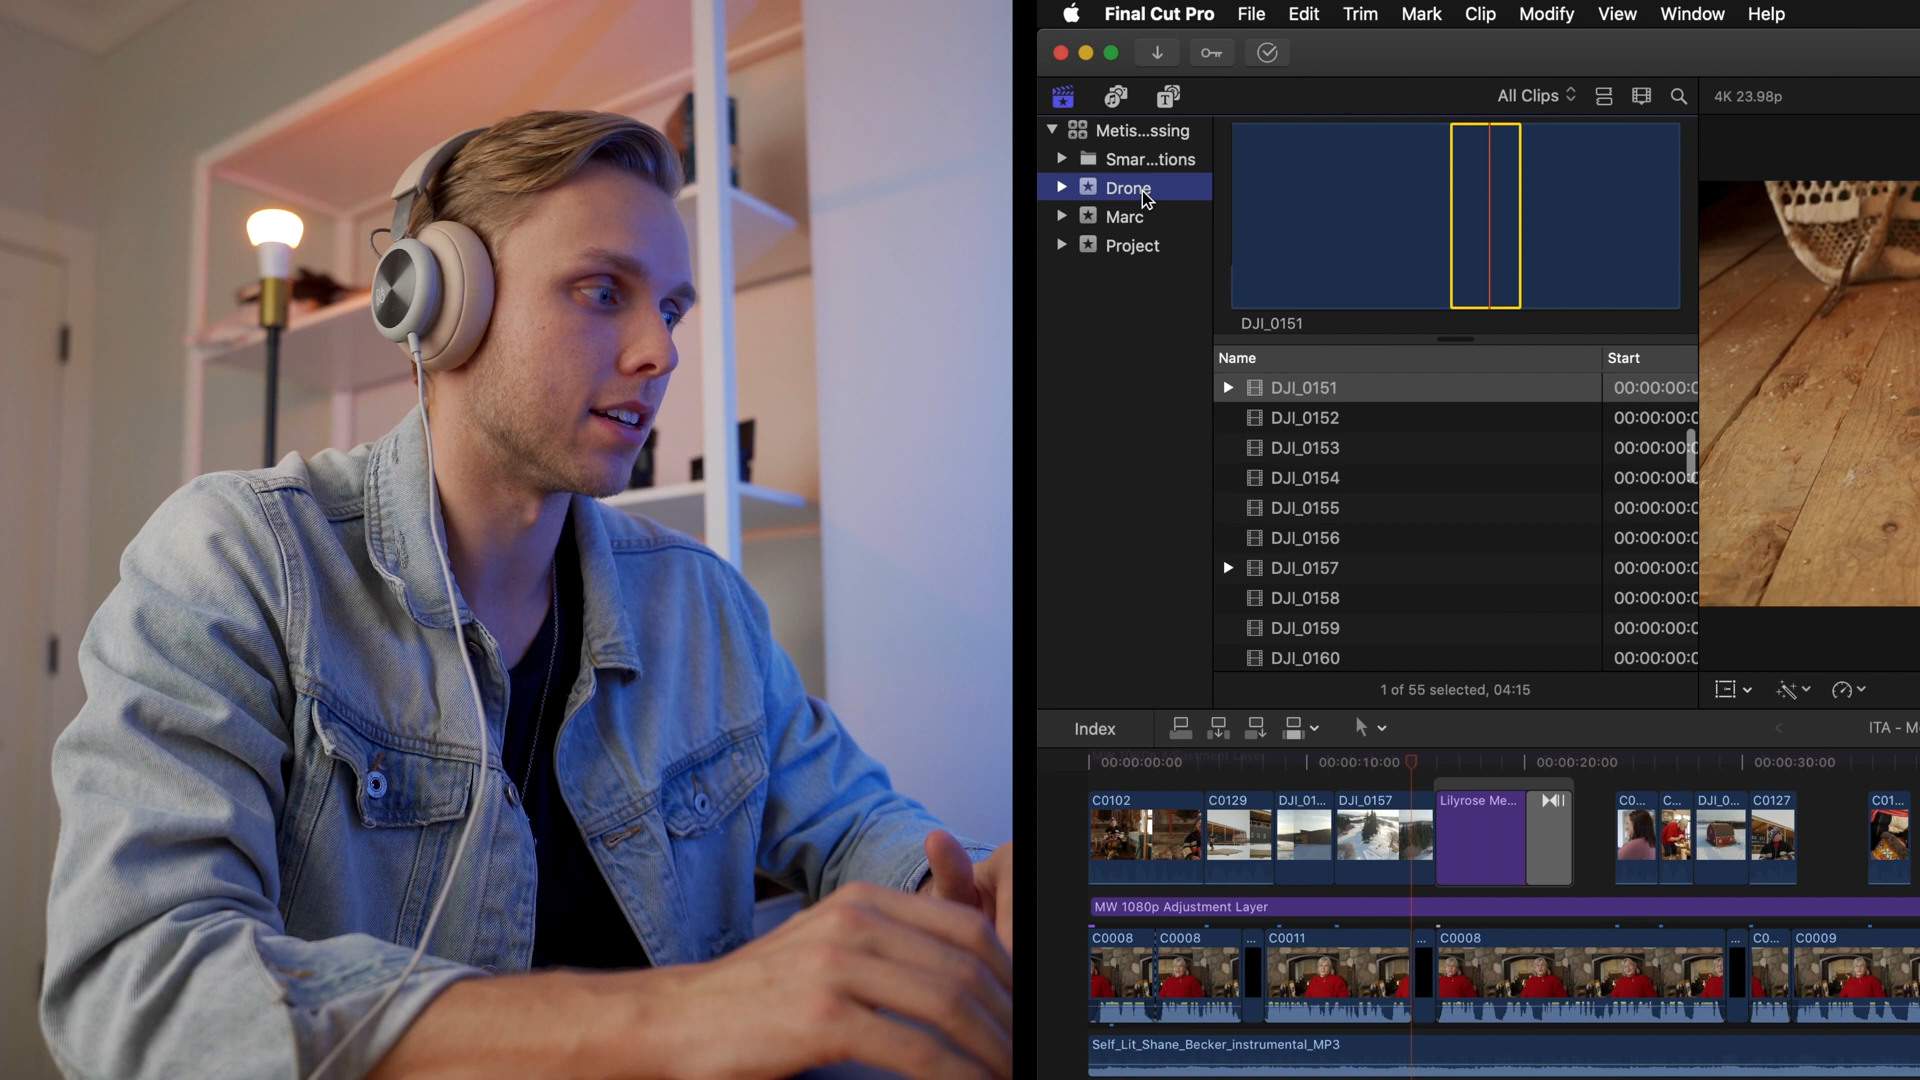 Final Cut Pro File Edit Trim Mark Clip Modify View Window Help
All Clips
4K 23.98p
Metis...ssing
Smar...tions
Drone
Marc
Project
DJI_0151
Name Start
DJI_0151 00:00:00:0
DJI_0152 00:00:00:0
DJI_0153 00:00:00:0
DJI_0154 00:00:00:0
DJI_0155 00:00:00:0
DJI_0156 00:00:00:0
DJI_0157 00:00:00:0
DJI_0158 00:00:00:0
DJI_0159 00:00:00:0
DJI_0160 00:00:00:0
1 of 55 selected, 04:15
Index
ITA - M
00:00:00:00 00:00:10:00 00:00:20:00 00:00:30:00
C0102 C0129 DJI_01... DJI_0157 Lilyrose Me... C0... C... DJI_0... C0127 C01...
MW 1080p Adjustment Layer
C0008 C0008 ... C0011 ... C0008 ... C0... C0009
Self_Lit_Shane_Becker_instrumental_MP3